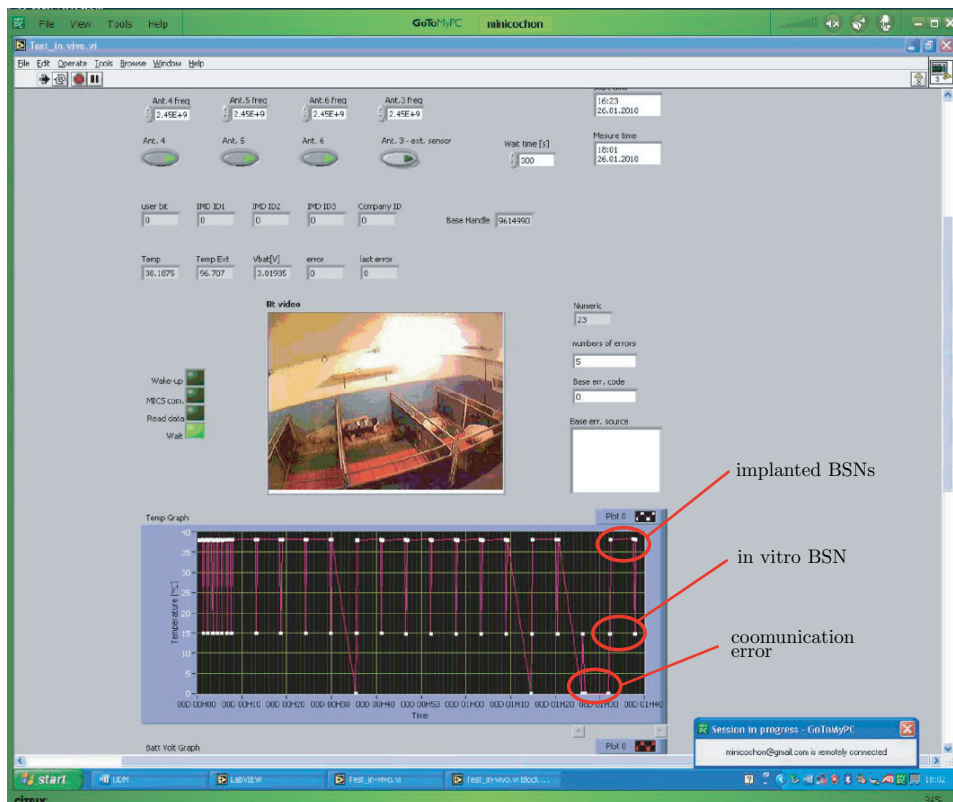 File View Tools Help GoToMyPC minicochon
Test_in vivo.vi
File Edit Operate Tools Browse Window Help
Ant.4 freq Ant.5 freq Ant.6 freq Ant.3 freq
2.45E+9 2.45E+9 2.45E+9 2.45E+9
16:23
26.01.2010
Ant. 4 Ant. 5 Ant. 6 Ant. 3 - ext. sensor
Wait time [s]
300
Mesure time
18:01
26.01.2010
user bit IMD ID1 IMD ID2 IMD ID3 Company ID
0 0 0 0 0
Base Handle 9614990
Temp Temp Ext Vbat[V] error last error
38.1875 96.707 3.01935 0 0
Bt video
Numeric
23
numbers of errors
5
Base err. code
0
Base err. source
Wake-up
MICS com.
Read data
Wait
implanted BSNs
in vitro BSN
coomunication
error
Temp Graph Plot 0
Temperature [°C]
40
35
30
25
20
15
10
5
0
00D 00H00 00D 00H10 00D 00H20 00D 00H30 00D 00H40 00D 00H50 00D 01H00 00D 01H10 00D 01H20 00D 01H30 00D 01H40
Time
Batt Volt Graph Plot 0
Session in progress - GoToMyPC
minicochon@gmail.com is remotely connected
start UDM LabVIEW Test_in-vivo.vi Test_in-vivo.vi Block ... 18:02